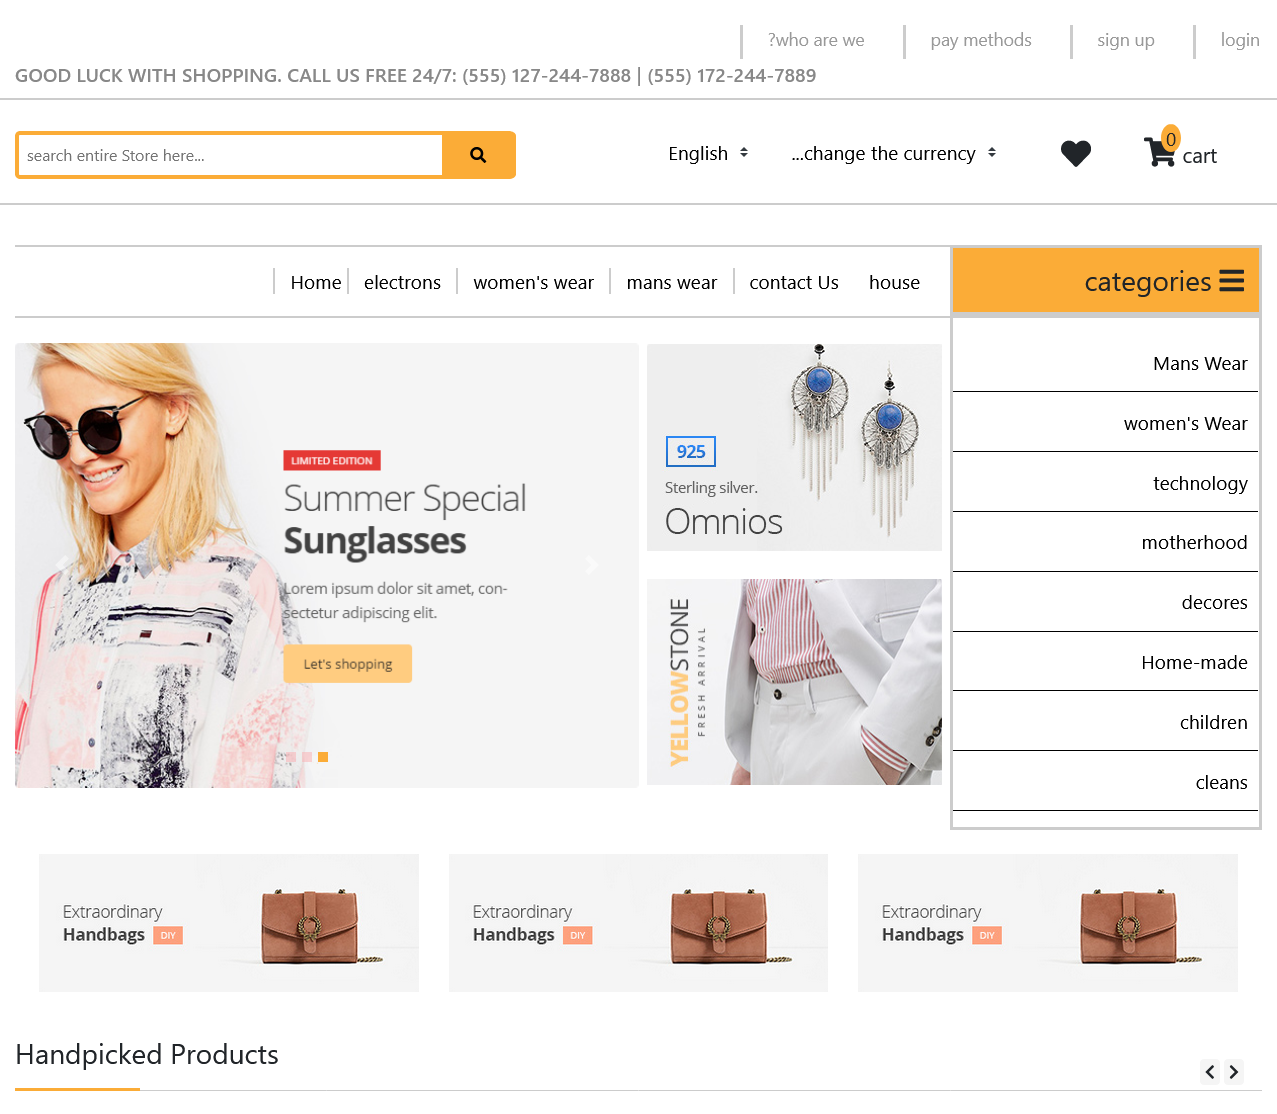 ?who are we
pay methods
sign up
login
GOOD LUCK WITH SHOPPING. CALL US FREE 24/7: (555) 127-244-7888 | (555) 172-244-7889
search entire Store here...
English
...change the currency
0
cart
Home
electrons
women's wear
mans wear
contact Us
house
categories
LIMITED EDITION
Summer Special
Sunglasses
Lorem ipsum dolor sit amet, con-
sectetur adipiscing elit.
Let's shopping
925
Sterling silver.
Omnios
YELLOWSTONE
FRESH ARRIVAL
Mans Wear
women's Wear
technology
motherhood
decores
Home-made
children
cleans
Extraordinary
Handbags DIY
Extraordinary
Handbags DIY
Extraordinary
Handbags DIY
Handpicked Products